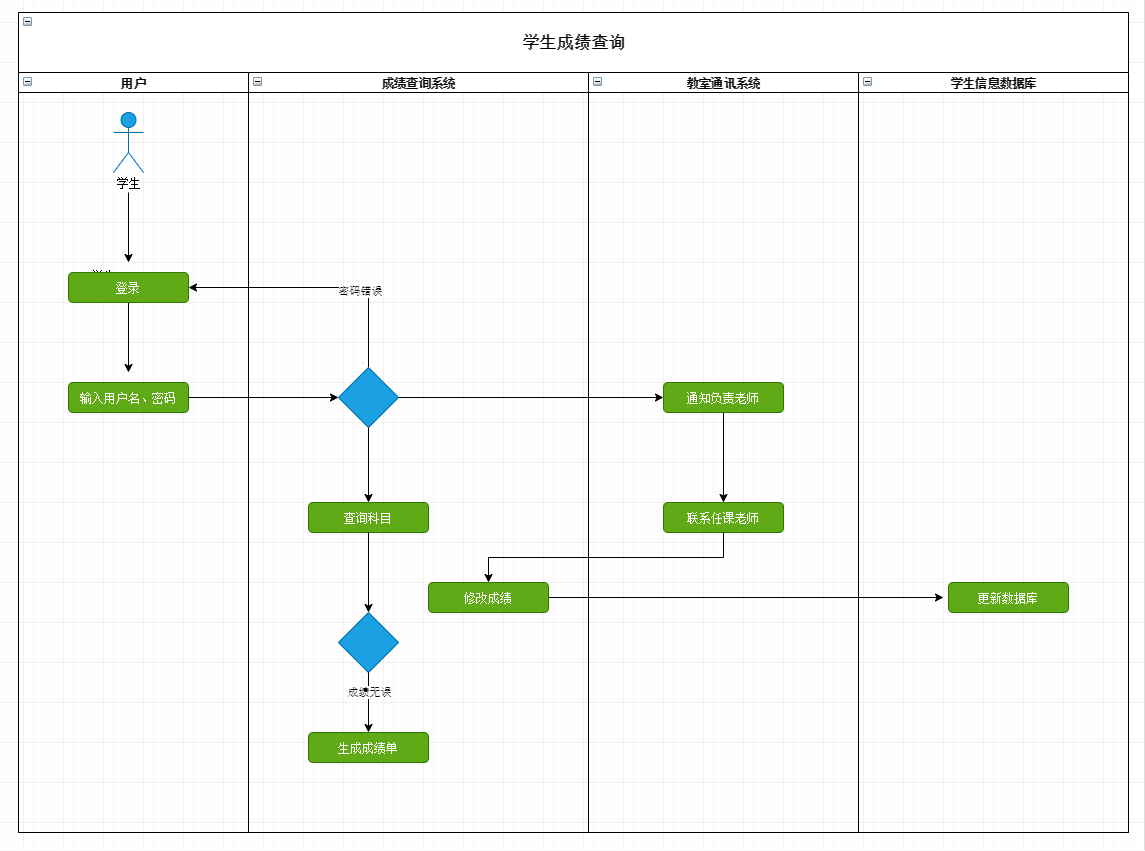 学生成绩查询
用户
成绩查询系统
教室通讯系统
学生信息数据库
学生
登录
密码错误
输入用户名、密码
通知负责老师
查询科目
联系任课老师
修改成绩
更新数据库
成绩无误
生成成绩单